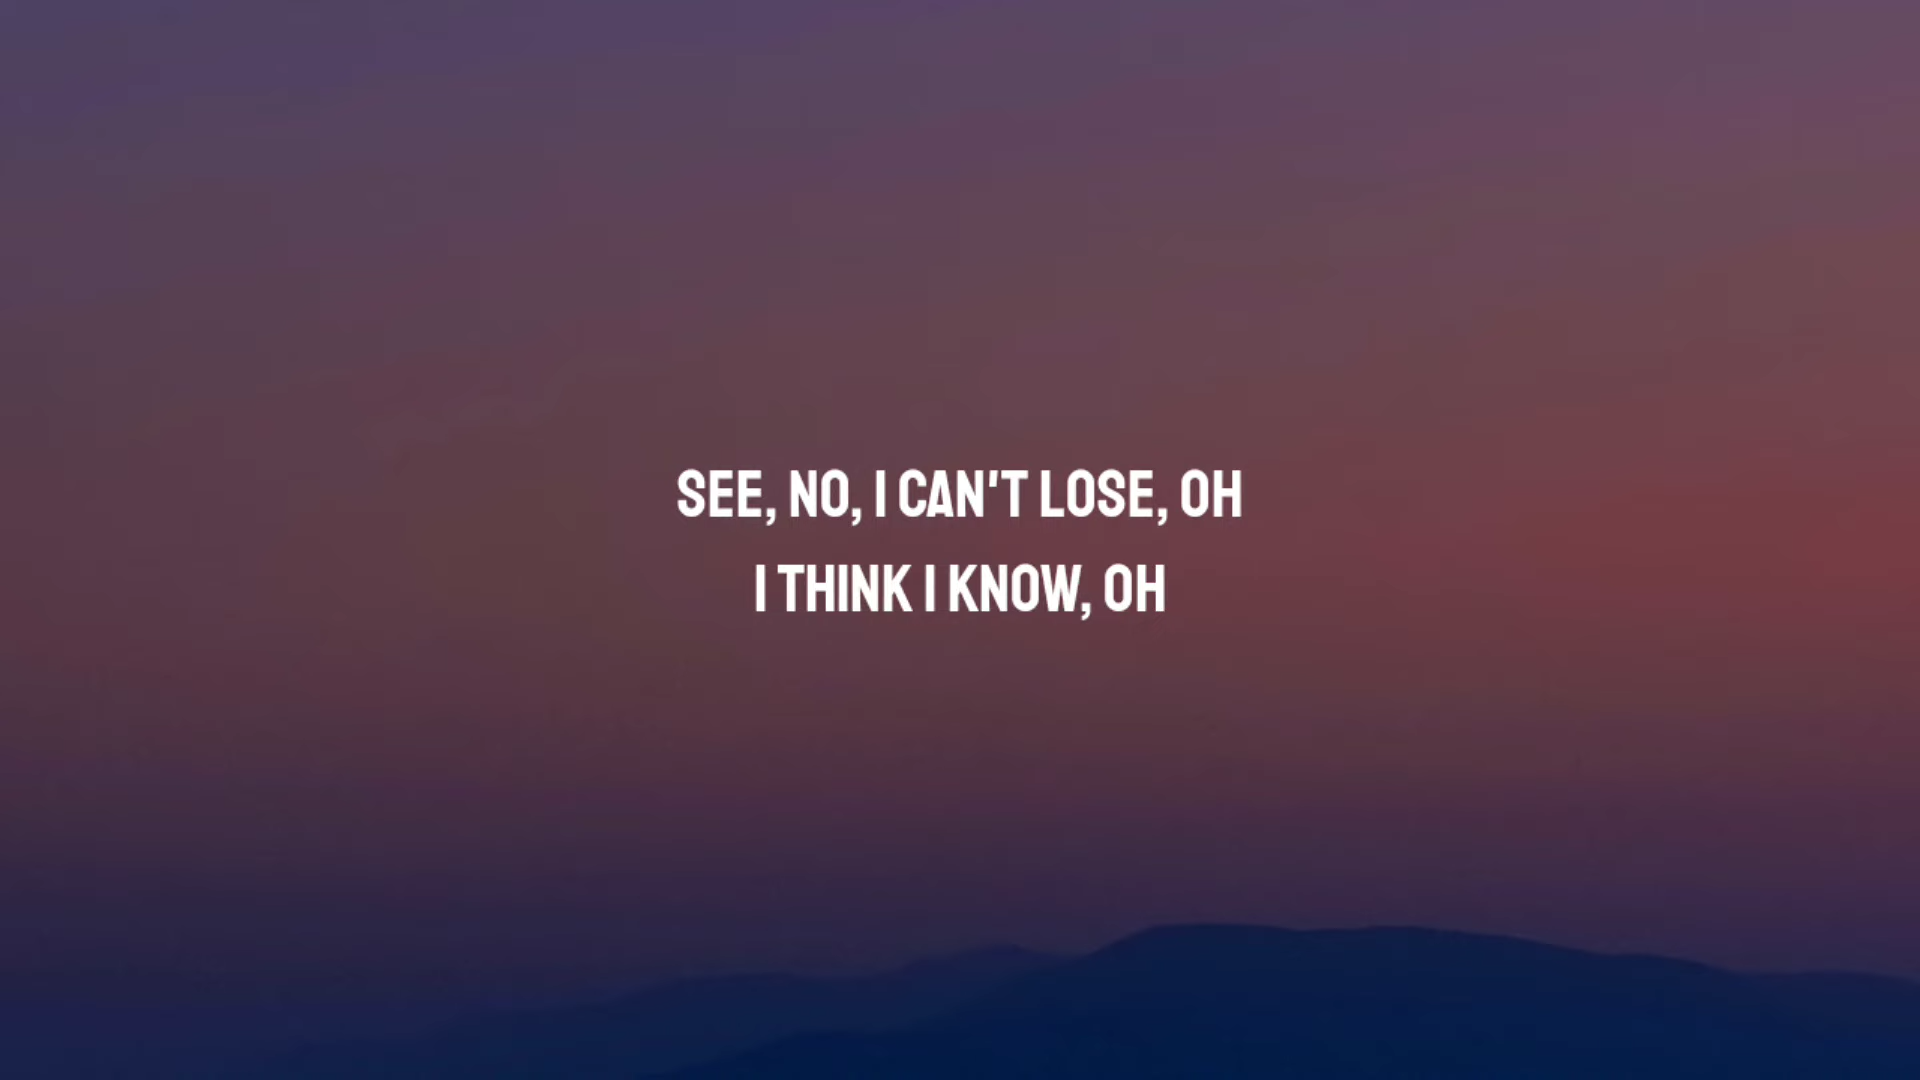 SEE, NO, I CAN'T LOSE, OH
I THINK I KNOW, OH